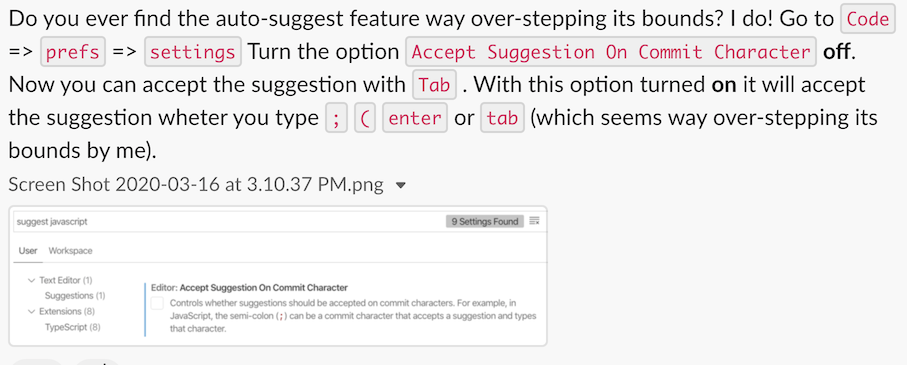 Do you ever find the auto-suggest feature way over-stepping its bounds? I do! Go to Code
=> prefs => settings Turn the option Accept Suggestion On Commit Character off.
Now you can accept the suggestion with Tab . With this option turned on it will accept
the suggestion wheter you type ; ( enter or tab (which seems way over-stepping its
bounds by me).
Screen Shot 2020-03-16 at 3.10.37 PM.png
suggest javascript
9 Settings Found
User Workspace
Text Editor (1)
Suggestions (1)
Extensions (8)
TypeScript (8)
Editor: Accept Suggestion On Commit Character
Controls whether suggestions should be accepted on commit characters. For example, in
JavaScript, the semi-colon (;) can be a commit character that accepts a suggestion and types
that character.